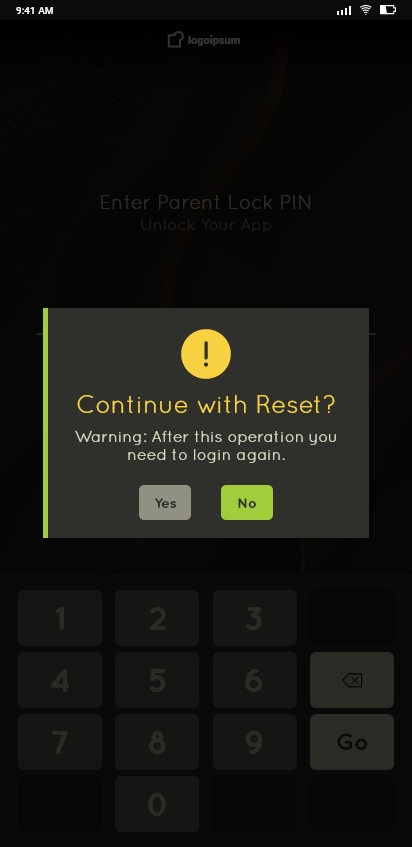 9:41 AM
logoipsum
Enter Parent Lock PIN
Unlock Your App
!
Continue with Reset?
Warning: After this operation you
need to login again.
Yes No
1 2 3
4 5 6
7 8 9 Go
0